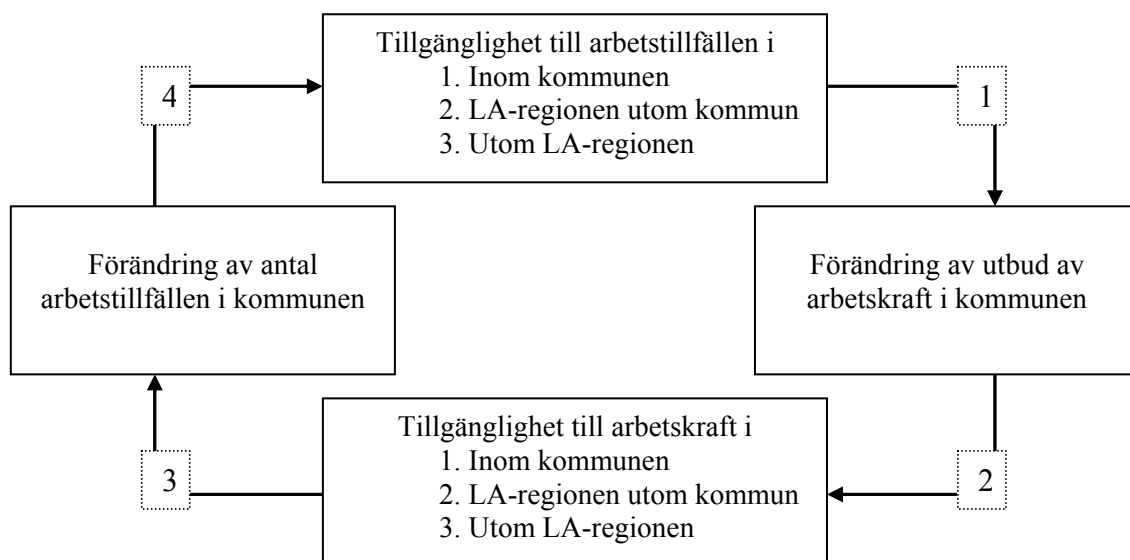 Tillgänglighet till arbetstillfällen i
1. Inom kommunen
2. LA-regionen utom kommun
3. Utom LA-regionen
4
1
Förändring av antal
arbetstillfällen i kommunen
Förändring av utbud av
arbetskraft i kommunen
Tillgänglighet till arbetskraft i
1. Inom kommunen
2. LA-regionen utom kommun
3. Utom LA-regionen
3
2